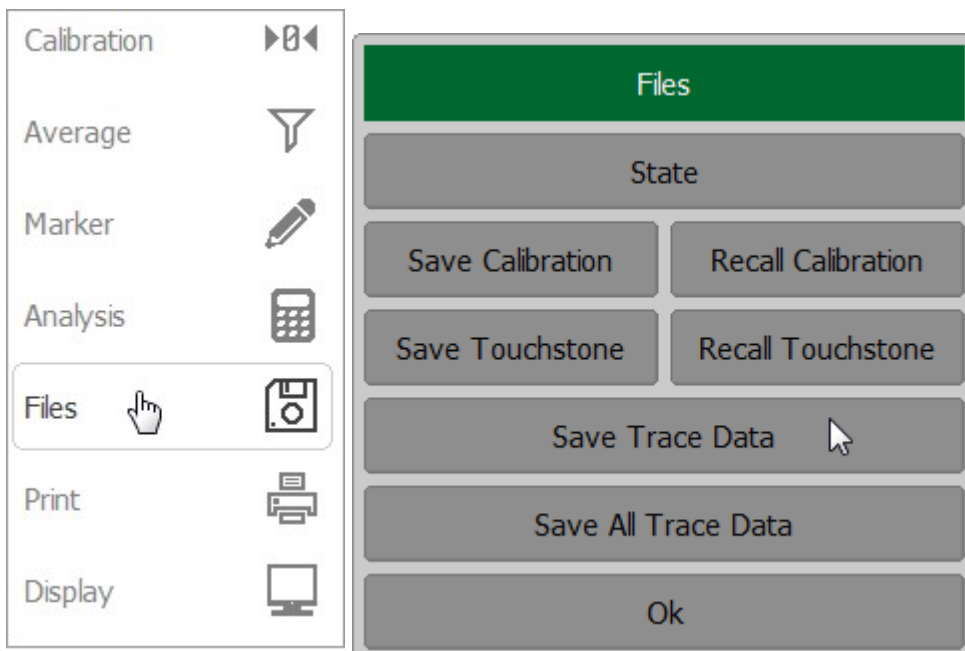 Calibration
Average
Marker
Analysis
Files
Print
Display
Files
State
Save Calibration
Recall Calibration
Save Touchstone
Recall Touchstone
Save Trace Data
Save All Trace Data
Ok